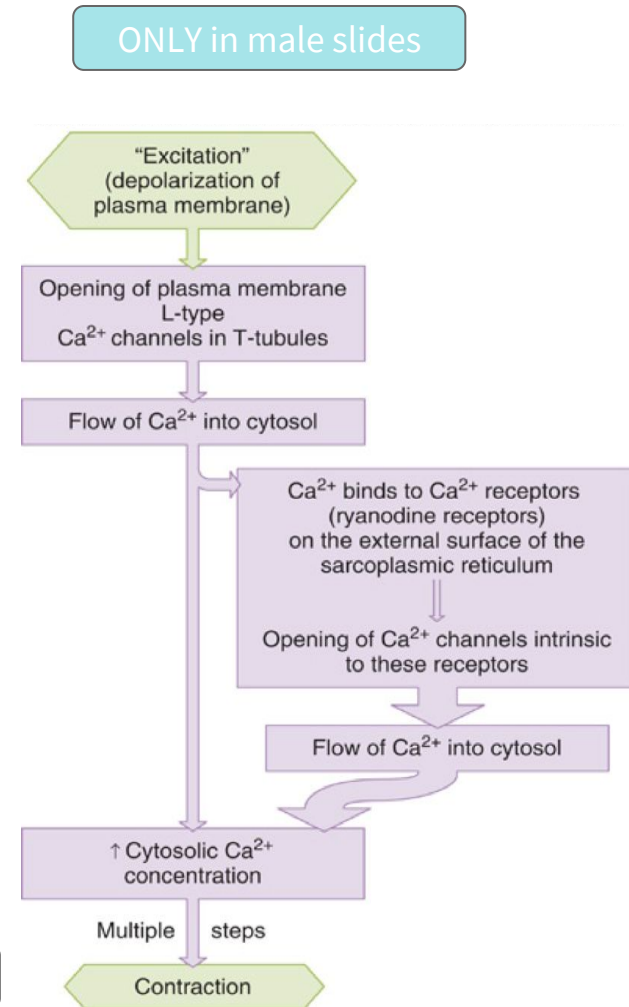 ONLY in male slides
“Excitation”
(depolarization of
plasma membrane)
Opening of plasma membrane
L-type
Ca²⁺ channels in T-tubules
Flow of Ca²⁺ into cytosol
Ca²⁺ binds to Ca²⁺ receptors
(ryanodine receptors)
on the external surface of the
sarcoplasmic reticulum
Opening of Ca²⁺ channels intrinsic
to these receptors
Flow of Ca²⁺ into cytosol
↑ Cytosolic Ca²⁺
concentration
Multiple steps
Contraction